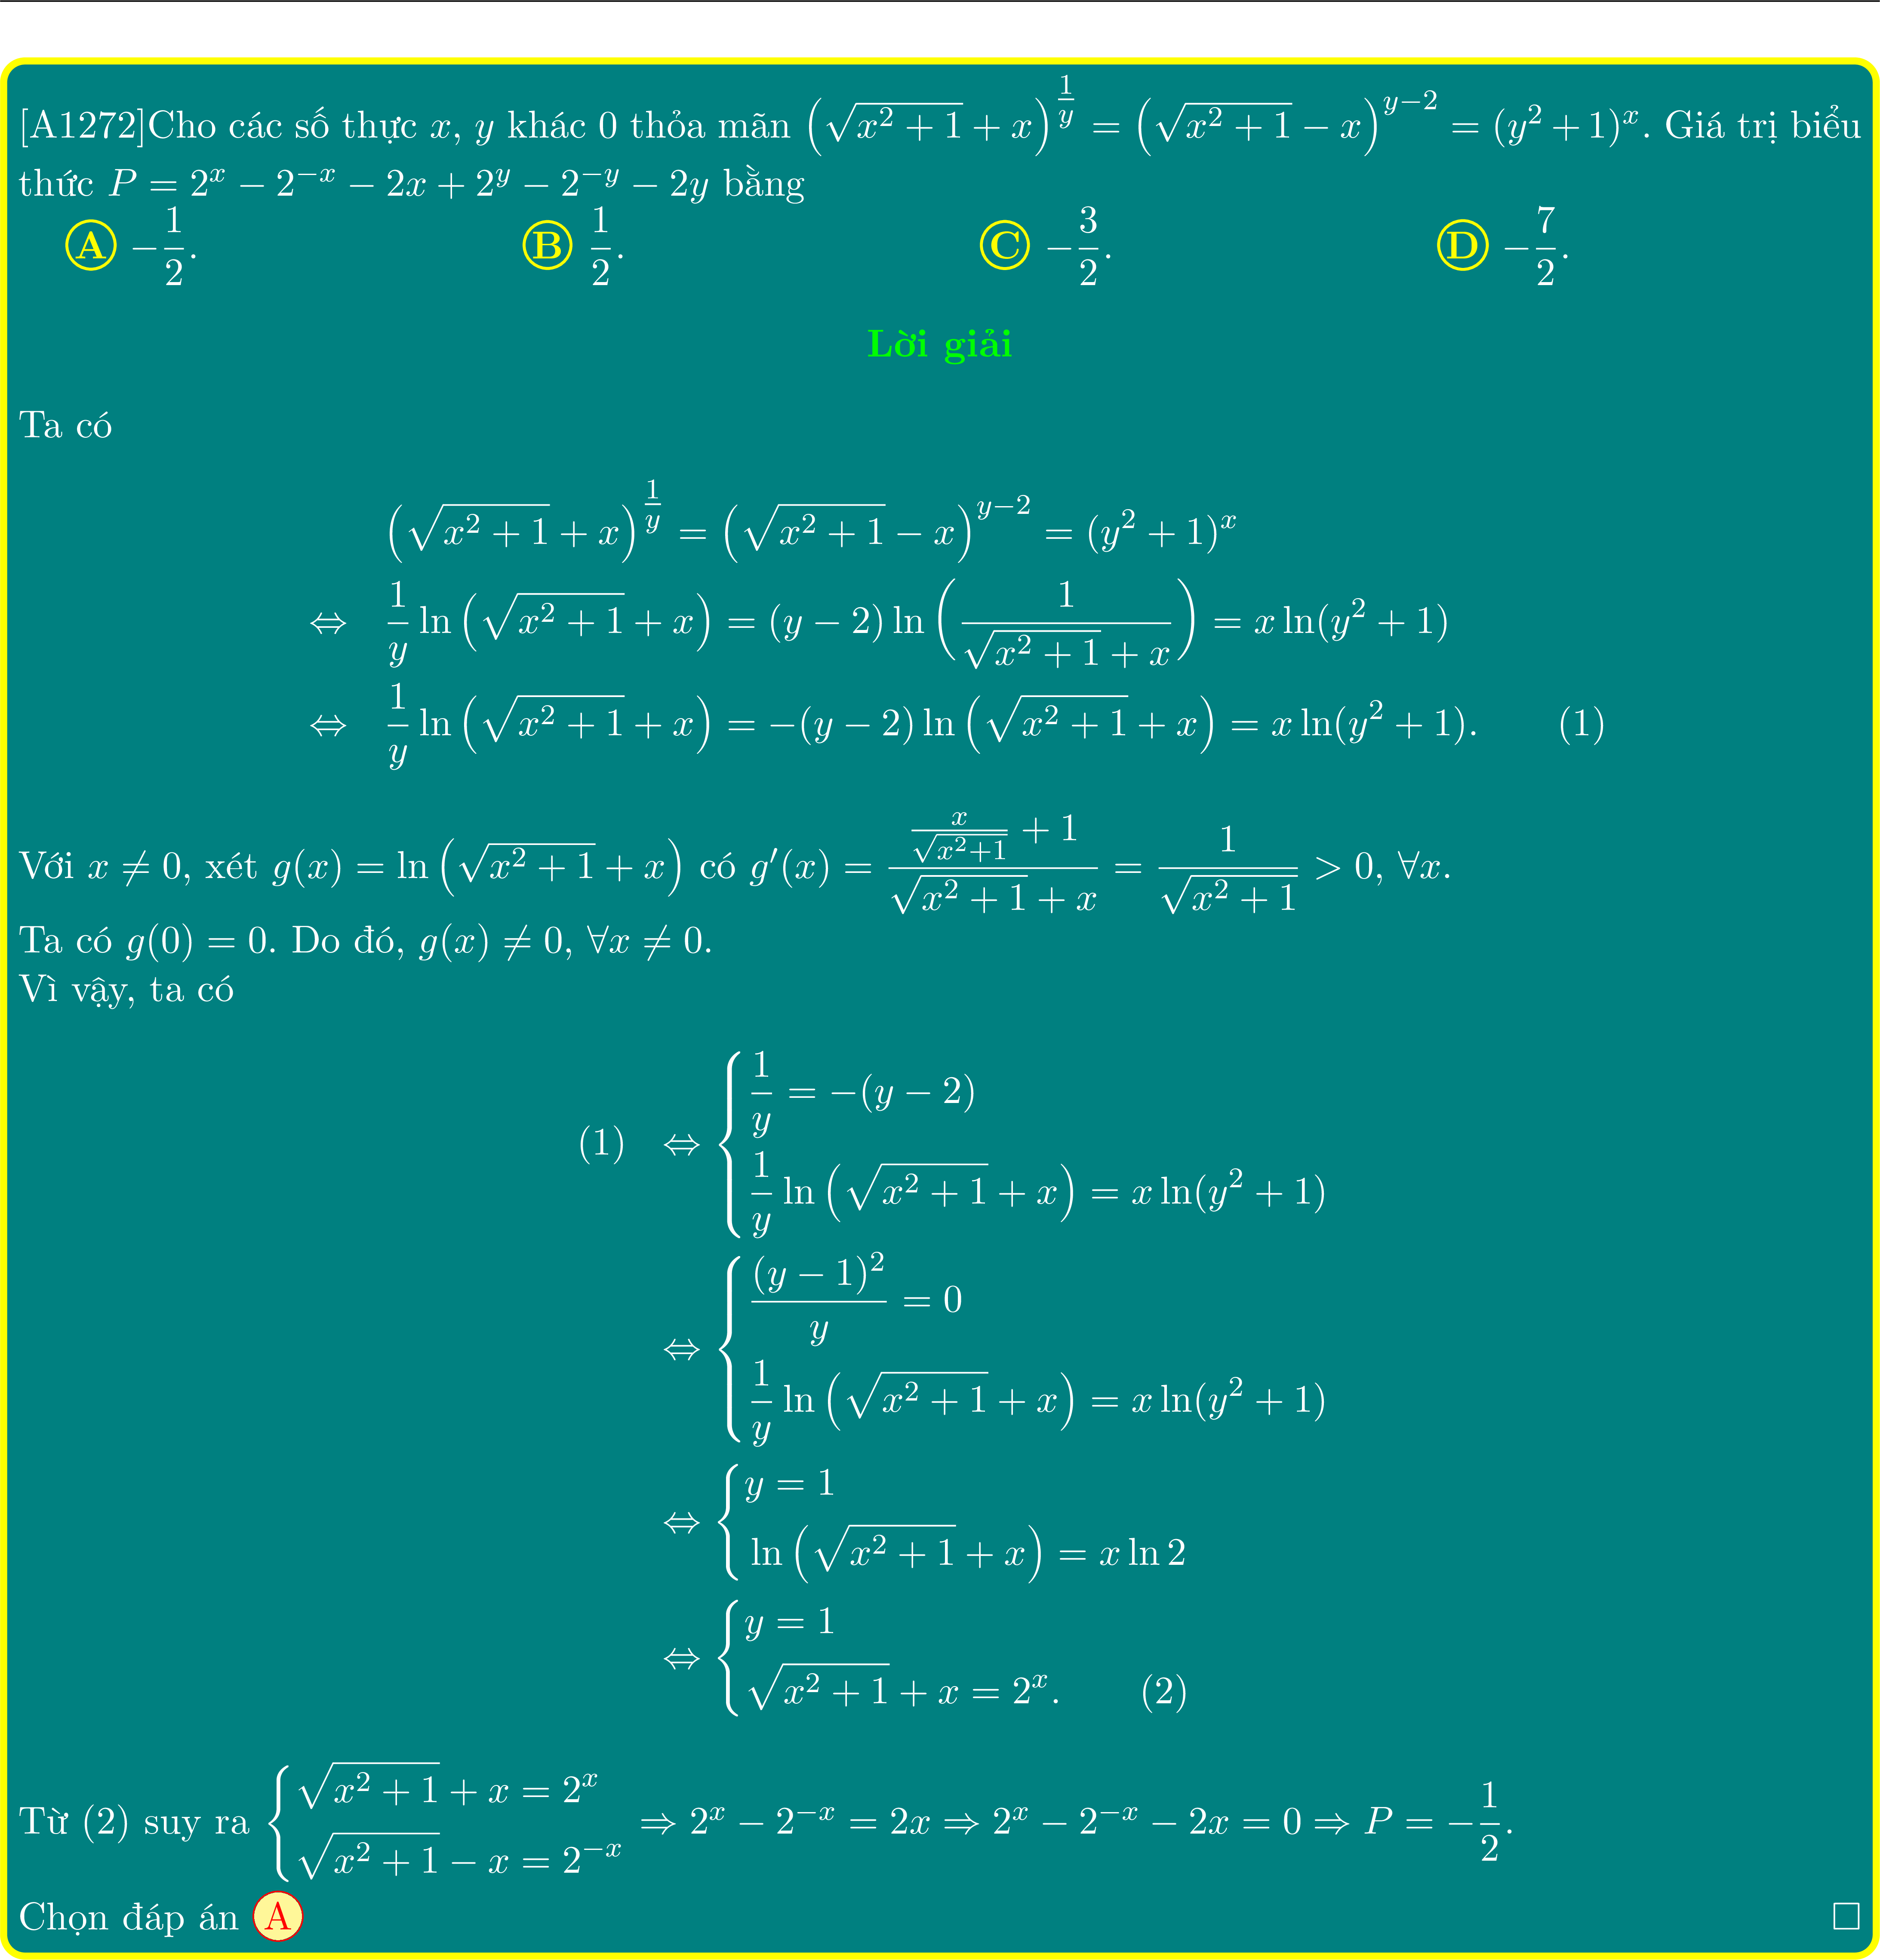 [A1272]Cho các số thực $x$, $y$ khác 0 thỏa mãn $\left(\sqrt{x^2+1}+x\right)^{\frac{1}{y}} = \left(\sqrt{x^2+1}-x\right)^{y-2} = (y^2+1)^x$. Giá trị biểu
thức $P = 2^x - 2^{-x} - 2x + 2^y - 2^{-y} - 2y$ bằng
A $-\frac{1}{2}$. B $\frac{1}{2}$. C $-\frac{3}{2}$. D $-\frac{7}{2}$.
Lời giải
Ta có
$\left(\sqrt{x^2+1}+x\right)^{\frac{1}{y}} = \left(\sqrt{x^2+1}-x\right)^{y-2} = (y^2+1)^x$
$\Leftrightarrow \frac{1}{y}\ln\left(\sqrt{x^2+1}+x\right) = (y-2)\ln\left(\frac{1}{\sqrt{x^2+1}+x}\right) = x\ln(y^2+1)$
$\Leftrightarrow \frac{1}{y}\ln\left(\sqrt{x^2+1}+x\right) = -(y-2)\ln\left(\sqrt{x^2+1}+x\right) = x\ln(y^2+1).$ (1)
Với $x \neq 0$, xét $g(x) = \ln\left(\sqrt{x^2+1}+x\right)$ có $g'(x) = \frac{\frac{x}{\sqrt{x^2+1}}+1}{\sqrt{x^2+1}+x} = \frac{1}{\sqrt{x^2+1}} > 0, \forall x.$
Ta có $g(0) = 0$. Do đó, $g(x) \neq 0, \forall x \neq 0.$
Vì vậy, ta có
(1) $\Leftrightarrow \begin{cases} \frac{1}{y} = -(y-2) \\ \frac{1}{y}\ln\left(\sqrt{x^2+1}+x\right) = x\ln(y^2+1) \end{cases}$
$\Leftrightarrow \begin{cases} \frac{(y-1)^2}{y} = 0 \\ \frac{1}{y}\ln\left(\sqrt{x^2+1}+x\right) = x\ln(y^2+1) \end{cases}$
$\Leftrightarrow \begin{cases} y = 1 \\ \ln\left(\sqrt{x^2+1}+x\right) = x\ln 2 \end{cases}$
$\Leftrightarrow \begin{cases} y = 1 \\ \sqrt{x^2+1}+x = 2^x. \quad (2) \end{cases}$
Từ (2) suy ra $\begin{cases} \sqrt{x^2+1}+x = 2^x \\ \sqrt{x^2+1}-x = 2^{-x} \end{cases} \Rightarrow 2^x - 2^{-x} = 2x \Rightarrow 2^x - 2^{-x} - 2x = 0 \Rightarrow P = -\frac{1}{2}.$
Chọn đáp án A □